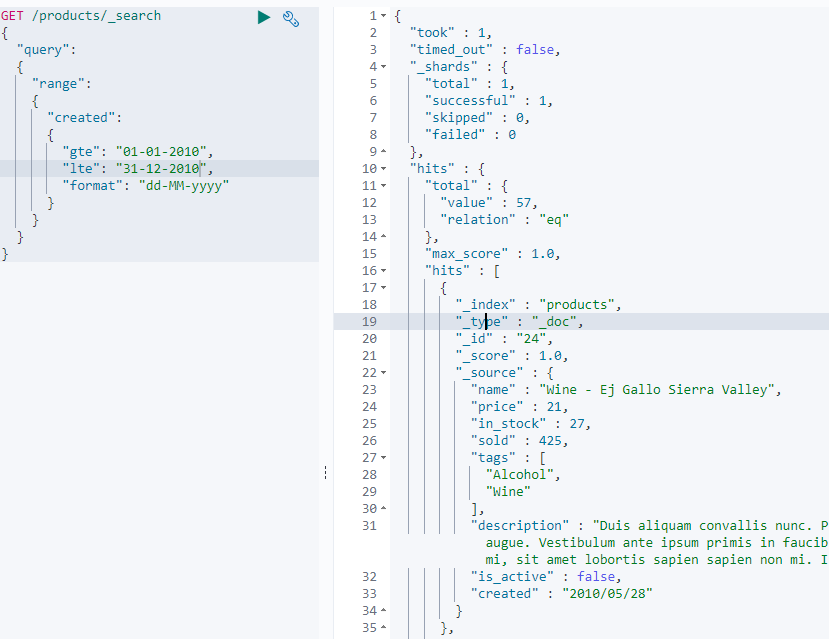 GET /products/_search
{
  "query":
  {
    "range":
    {
      "created":
      {
        "gte": "01-01-2010",
        "lte": "31-12-2010",
        "format": "dd-MM-yyyy"
      }
    }
  }
}
1 {
2   "took" : 1,
3   "timed_out" : false,
4   "_shards" : {
5     "total" : 1,
6     "successful" : 1,
7     "skipped" : 0,
8     "failed" : 0
9   },
10   "hits" : {
11     "total" : {
12       "value" : 57,
13       "relation" : "eq"
14     },
15     "max_score" : 1.0,
16     "hits" : [
17       {
18         "_index" : "products",
19         "_type" : "_doc",
20         "_id" : "24",
21         "_score" : 1.0,
22         "_source" : {
23           "name" : "Wine - Ej Gallo Sierra Valley",
24           "price" : 21,
25           "in_stock" : 27,
26           "sold" : 425,
27           "tags" : [
28             "Alcohol",
29             "Wine"
30           ],
31           "description" : "Duis aliquam convallis nunc. P
             augue. Vestibulum ante ipsum primis in faucib
             mi, sit amet lobortis sapien sapien non mi. I
32           "is_active" : false,
33           "created" : "2010/05/28"
34         }
35       },